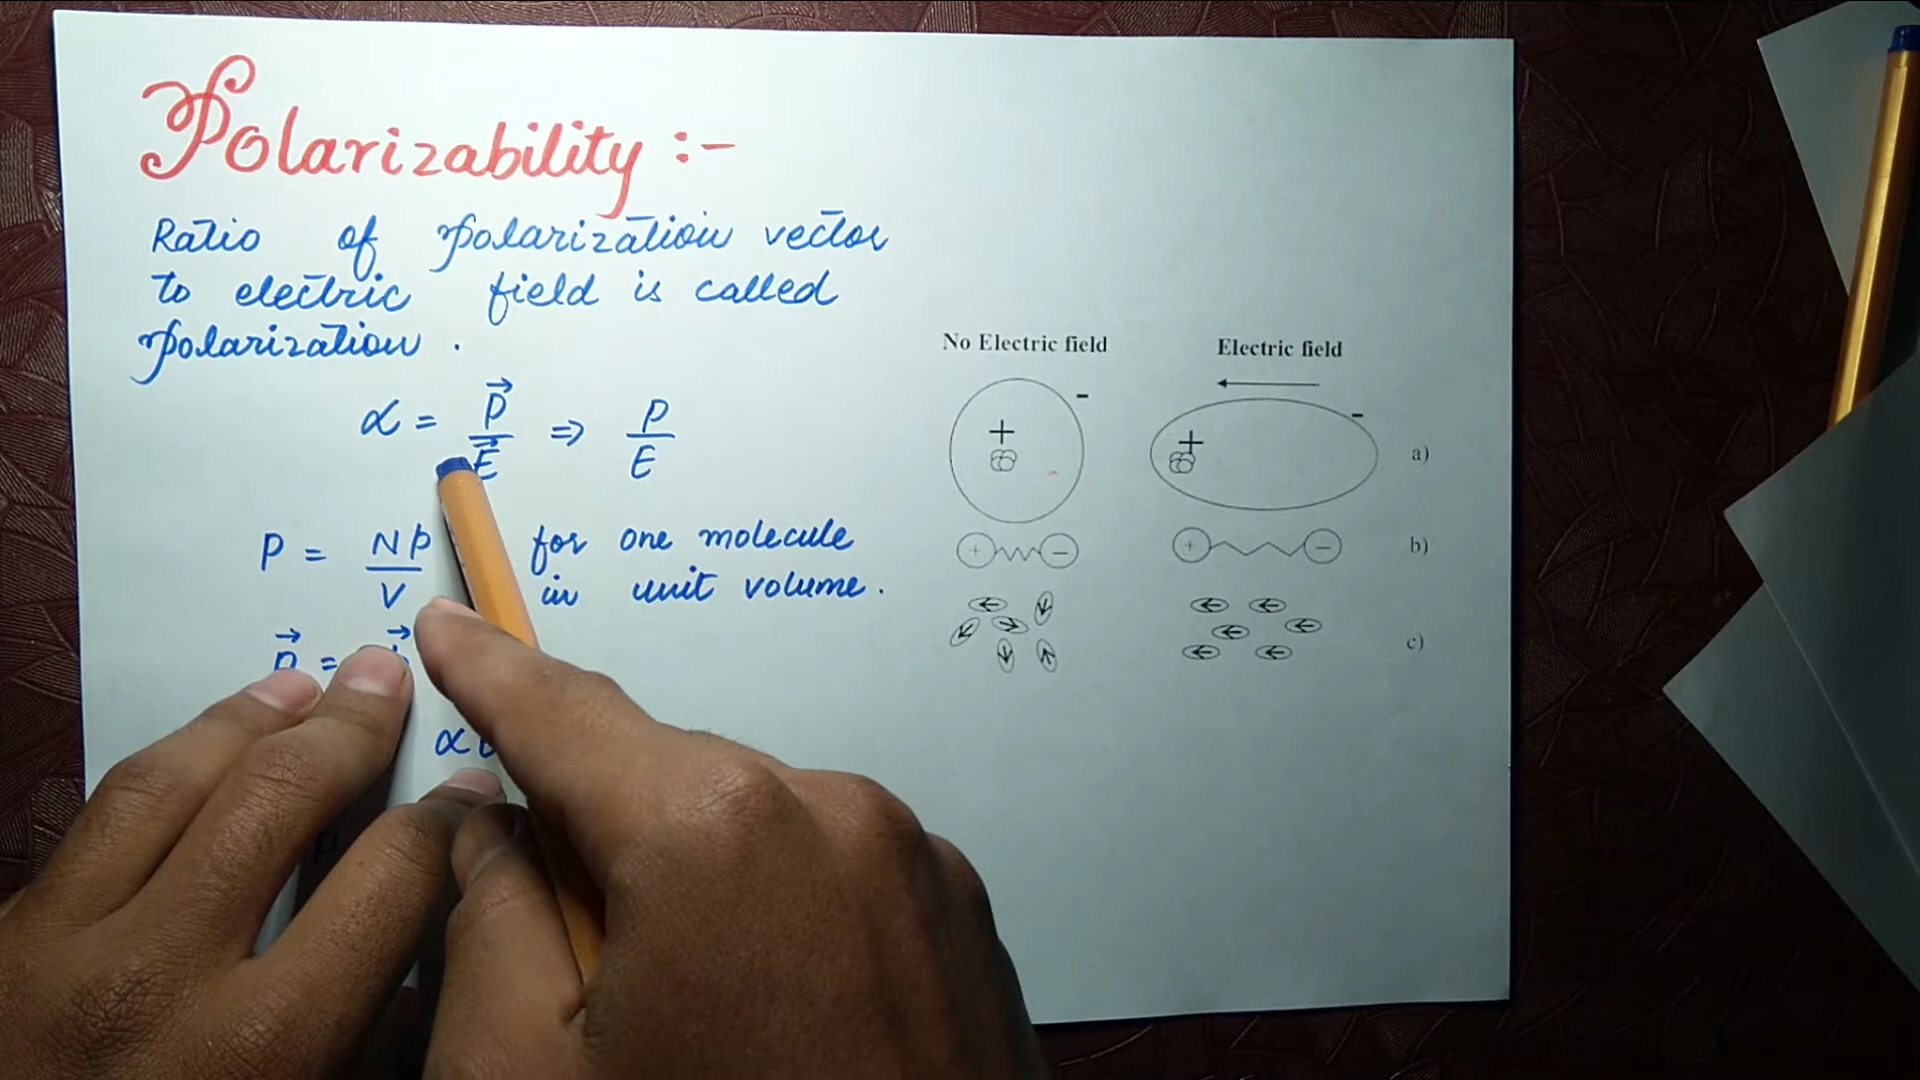 Polarizability :-
Ratio of polarization vector
to electric field is called
polarization .
α = P⃗ / E⃗ ⇒ P / E
P = Np / V for one molecule
in unit volume .
P⃗ =
α
No Electric field
Electric field
- -
+ +
a)
+ − + −
b)
c)